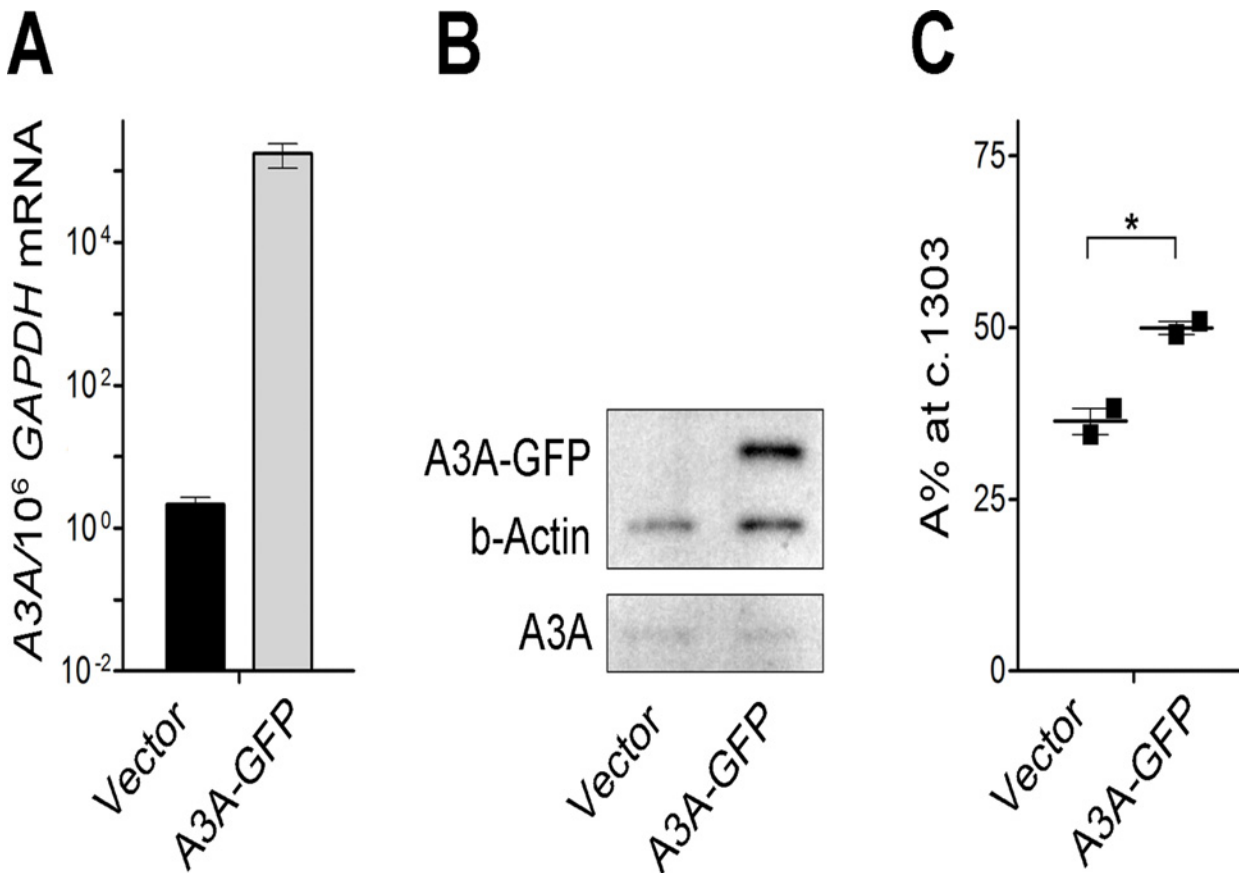 A
B
C
A3A/10⁶ GAPDH mRNA
10⁴
10²
10⁰
10⁻²
Vector
A3A-GFP
A3A-GFP
b-Actin
A3A
Vector
A3A-GFP
A% at c.1303
75
50
25
0
*
Vector
A3A-GFP